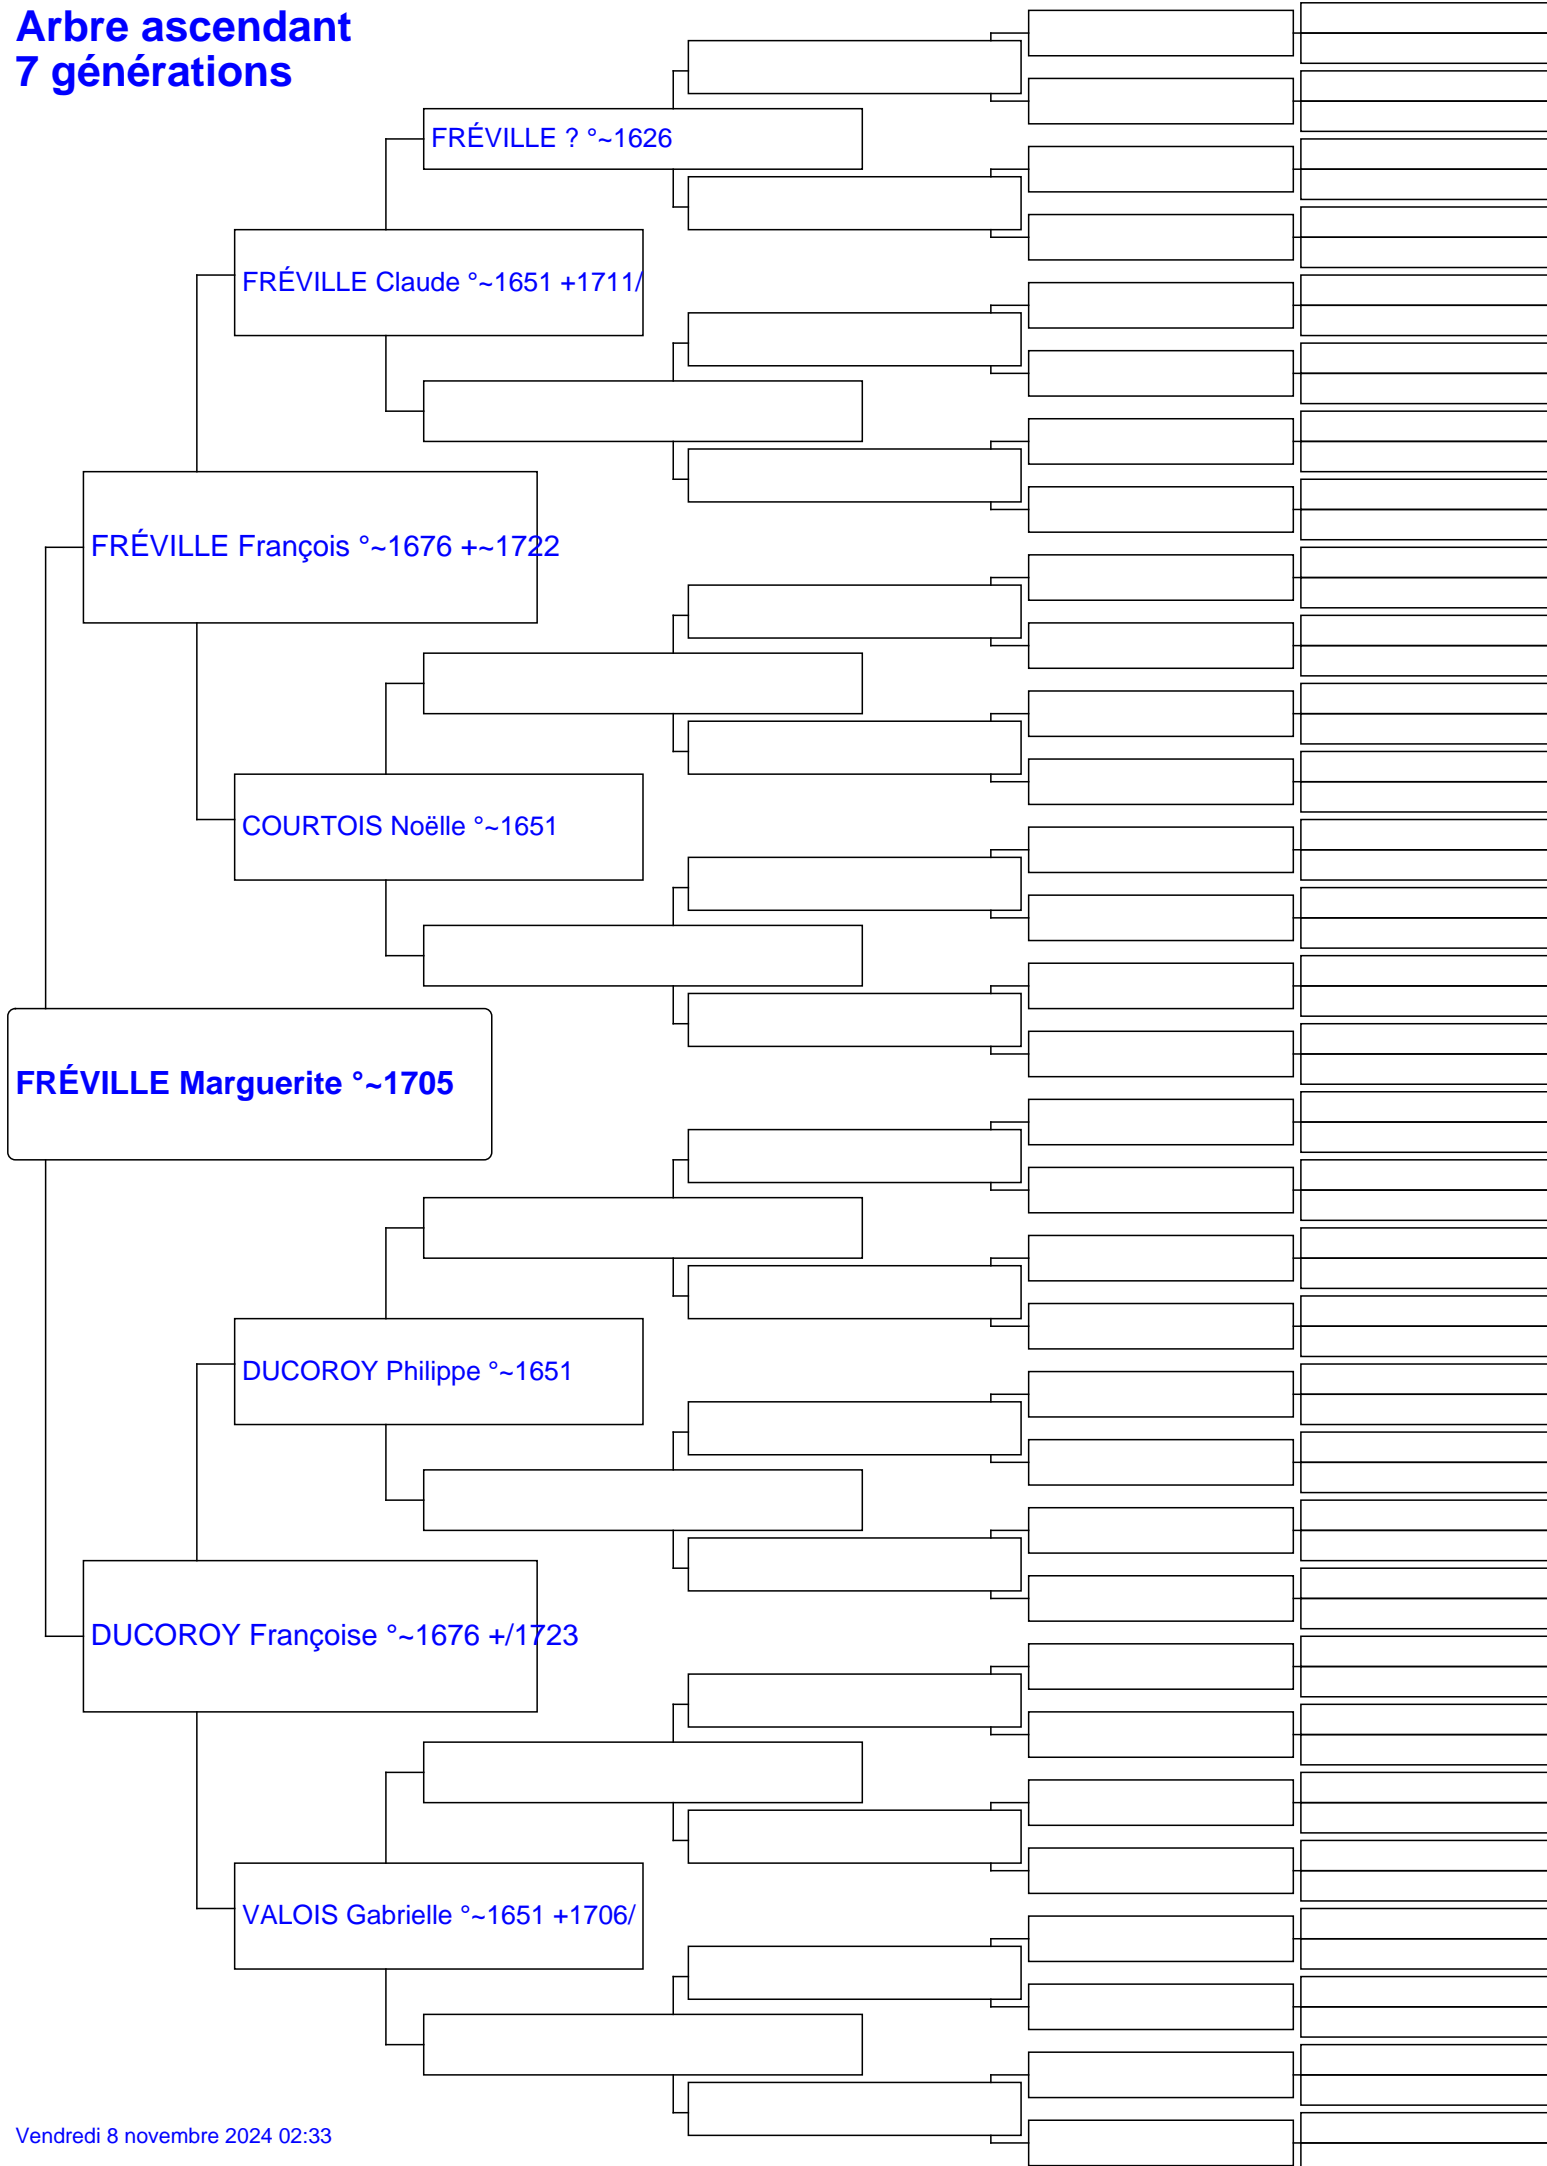 Arbre ascendant
7 générations
FRÉVILLE ? °~1626
FRÉVILLE Claude °~1651 +1711/
FRÉVILLE François °~1676 +~1722
COURTOIS Noëlle °~1651
FRÉVILLE Marguerite °~1705
DUCOROY Philippe °~1651
DUCOROY Françoise °~1676 +/1723
VALOIS Gabrielle °~1651 +1706/
Vendredi 8 novembre 2024 02:33